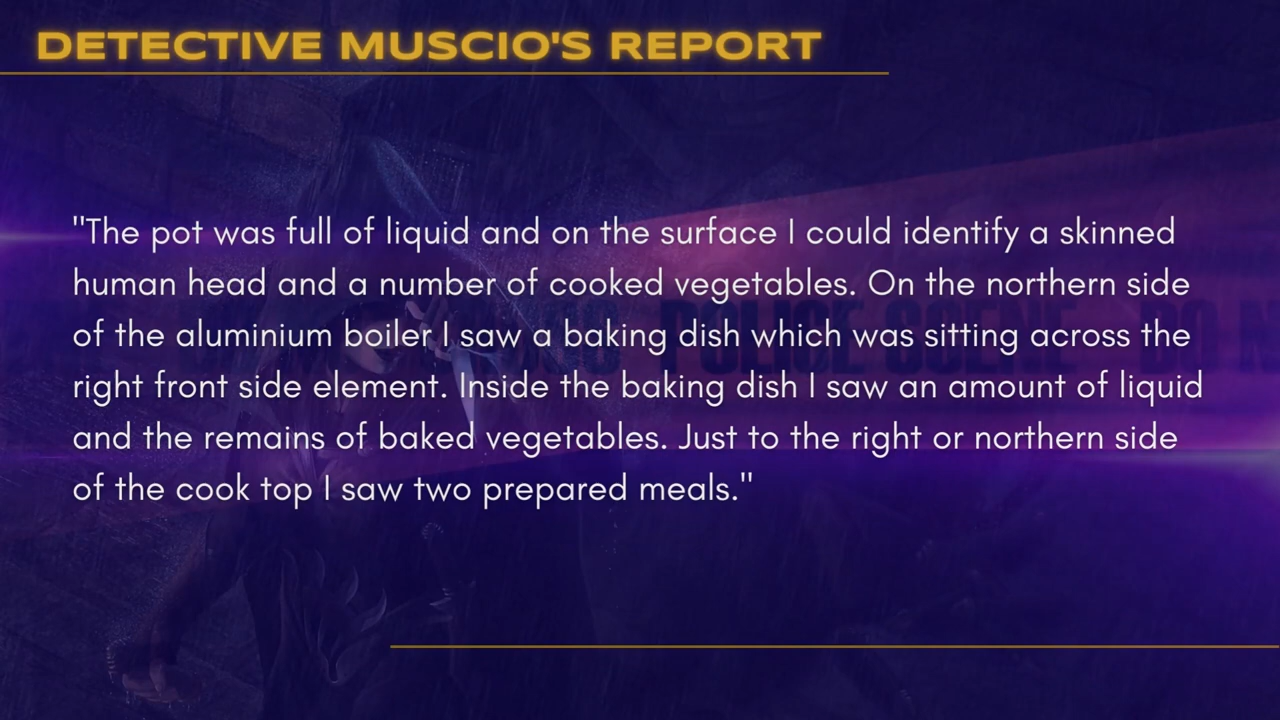 DETECTIVE MUSCIO'S REPORT
"The pot was full of liquid and on the surface I could identify a skinned
human head and a number of cooked vegetables. On the northern side
of the aluminium boiler I saw a baking dish which was sitting across the
right front side element. Inside the baking dish I saw an amount of liquid
and the remains of baked vegetables. Just to the right or northern side
of the cook top I saw two prepared meals."